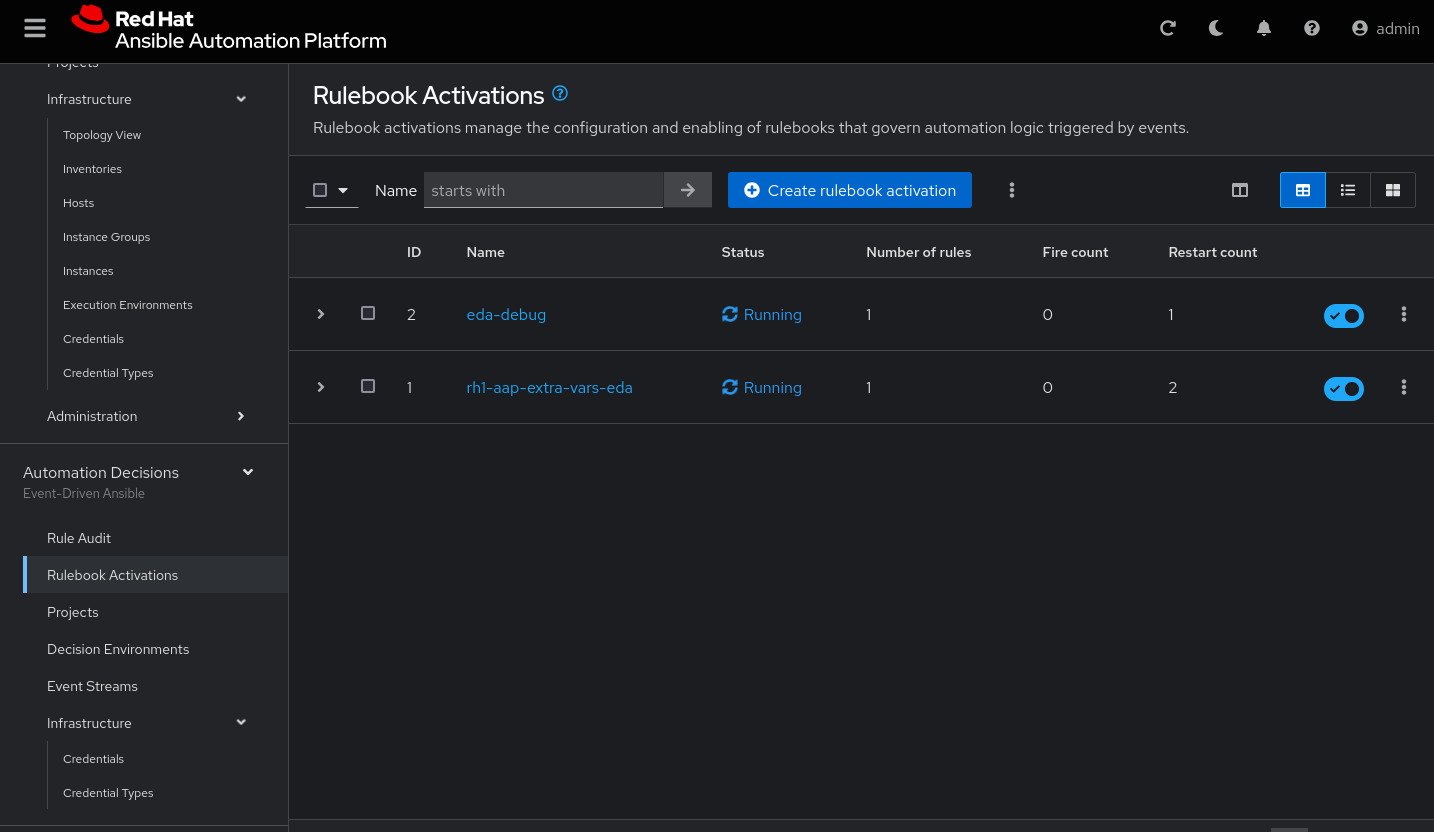 Red Hat
Ansible Automation Platform
admin
Projects
Infrastructure
Topology View
Inventories
Hosts
Instance Groups
Instances
Execution Environments
Credentials
Credential Types
Administration
Automation Decisions
Event-Driven Ansible
Rule Audit
Rulebook Activations
Projects
Decision Environments
Event Streams
Infrastructure
Credentials
Credential Types
Rulebook Activations
Rulebook activations manage the configuration and enabling of rulebooks that govern automation logic triggered by events.
Name starts with Create rulebook activation
ID Name Status Number of rules Fire count Restart count
2 eda-debug Running 1 0 1
1 rh1-aap-extra-vars-eda Running 1 0 2